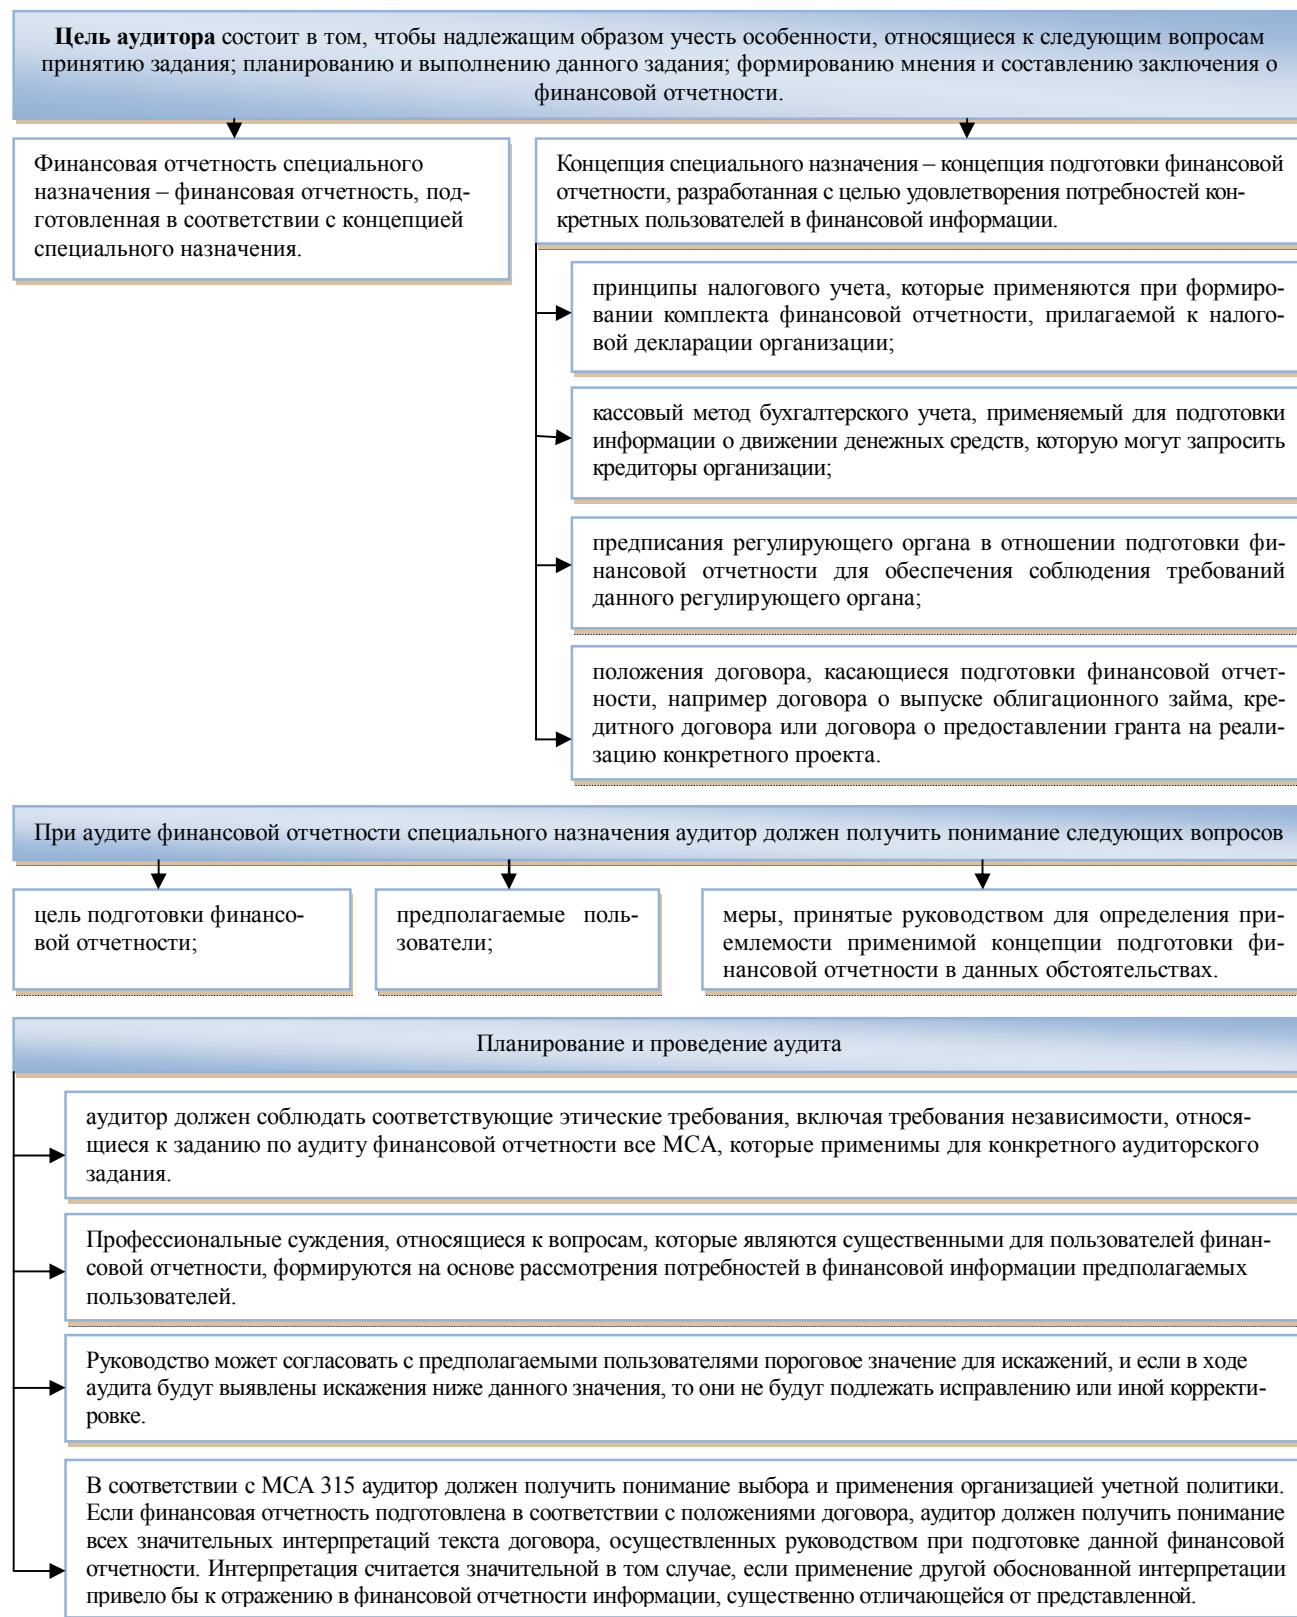 Цель аудитора состоит в том, чтобы надлежащим образом учесть особенности, относящиеся к следующим вопросам
принятию задания; планированию и выполнению данного задания; формированию мнения и составлению заключения о
финансовой отчетности.
Финансовая отчетность специального
назначения – финансовая отчетность, под-
готовленная в соответствии с концепцией
специального назначения.
Концепция специального назначения – концепция подготовки финансовой
отчетности, разработанная с целью удовлетворения потребностей кон-
кретных пользователей в финансовой информации.
принципы налогового учета, которые применяются при формиро-
вании комплекта финансовой отчетности, прилагаемой к налого-
вой декларации организации;
кассовый метод бухгалтерского учета, применяемый для подготовки
информации о движении денежных средств, которую могут запросить
кредиторы организации;
предписания регулирующего органа в отношении подготовки фи-
нансовой отчетности для обеспечения соблюдения требований
данного регулирующего органа;
положения договора, касающиеся подготовки финансовой отчет-
ности, например договора о выпуске облигационного займа, кре-
дитного договора или договора о предоставлении гранта на реали-
зацию конкретного проекта.
При аудите финансовой отчетности специального назначения аудитор должен получить понимание следующих вопросов
цель подготовки финансо-
вой отчетности;
предполагаемые поль-
зователи;
меры, принятые руководством для определения при-
емлемости применимой концепции подготовки фи-
нансовой отчетности в данных обстоятельствах.
Планирование и проведение аудита
аудитор должен соблюдать соответствующие этические требования, включая требования независимости, относя-
щиеся к заданию по аудиту финансовой отчетности все МСА, которые применимы для конкретного аудиторского
задания.
Профессиональные суждения, относящиеся к вопросам, которые являются существенными для пользователей финан-
совой отчетности, формируются на основе рассмотрения потребностей в финансовой информации предполагаемых
пользователей.
Руководство может согласовать с предполагаемыми пользователями пороговое значение для искажений, и если в ходе
аудита будут выявлены искажения ниже данного значения, то они не будут подлежать исправлению или иной корректи-
ровке.
В соответствии с МСА 315 аудитор должен получить понимание выбора и применения организацией учетной политики.
Если финансовая отчетность подготовлена в соответствии с положениями договора, аудитор должен получить понимание
всех значительных интерпретаций текста договора, осуществленных руководством при подготовке данной финансовой
отчетности. Интерпретация считается значительной в том случае, если применение другой обоснованной интерпретации
привело бы к отражению в финансовой отчетности информации, существенно отличающейся от представленной.